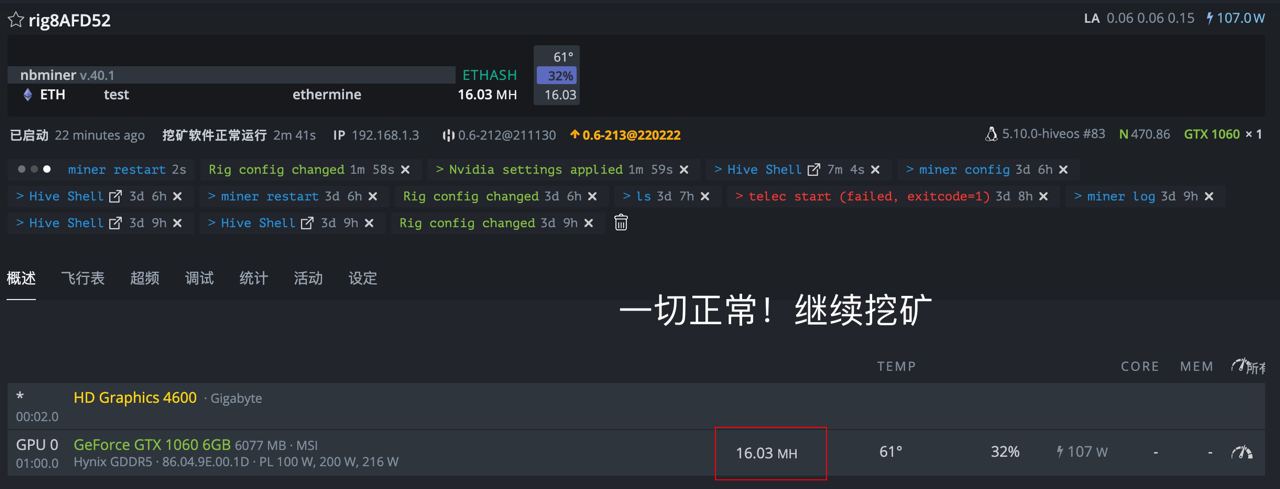 rig8AFD52 LA 0.06 0.06 0.15 107.0 W
61°
nbminer v.40.1 ETHASH 32%
ETH test ethermine 16.03 MH 16.03
已启动 22 minutes ago 挖矿软件正常运行 2m 41s IP 192.168.1.3 0.6-212@211130 0.6-213@220222 5.10.0-hiveos #83 N 470.86 GTX 1060 × 1
miner restart 2s Rig config changed 1m 58s × > Nvidia settings applied 1m 59s × > Hive Shell 7m 4s × > miner config 3d 6h ×
> Hive Shell 3d 6h × > miner restart 3d 6h × Rig config changed 3d 6h × > ls 3d 7h × > telec start (failed, exitcode=1) 3d 8h × > miner log 3d 9h ×
> Hive Shell 3d 9h × > Hive Shell 3d 9h × Rig config changed 3d 9h ×
概述 飞行表 超频 调试 统计 活动 设定
一切正常！继续挖矿
TEMP CORE MEM 所有
* HD Graphics 4600 · Gigabyte
00:02.0
GPU 0 GeForce GTX 1060 6GB 6077 MB · MSI 16.03 MH 61° 32% 107 W - -
01:00.0 Hynix GDDR5 · 86.04.9E.00.1D · PL 100 W, 200 W, 216 W